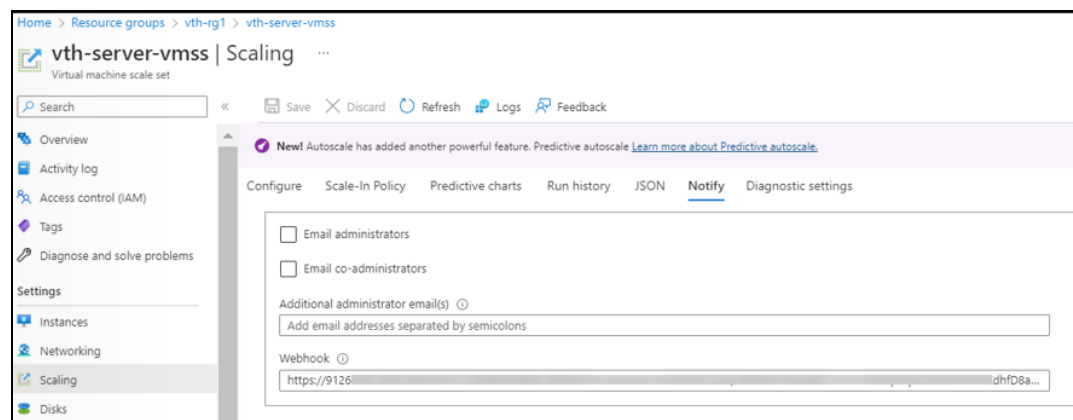 Home > Resource groups > vth-rg1 > vth-server-vmss
vth-server-vmss | Scaling ...
Virtual machine scale set
Search
«
Save Discard Refresh Logs Feedback
Overview
New! Autoscale has added another powerful feature. Predictive autoscale Learn more about Predictive autoscale.
Activity log
Configure Scale-In Policy Predictive charts Run history JSON Notify Diagnostic settings
Access control (IAM)
Tags
Email administrators
Diagnose and solve problems
Email co-administrators
Settings
Additional administrator email(s)
Instances
Add email addresses separated by semicolons
Networking
Webhook
Scaling
https://9126 dhfD8a...
Disks